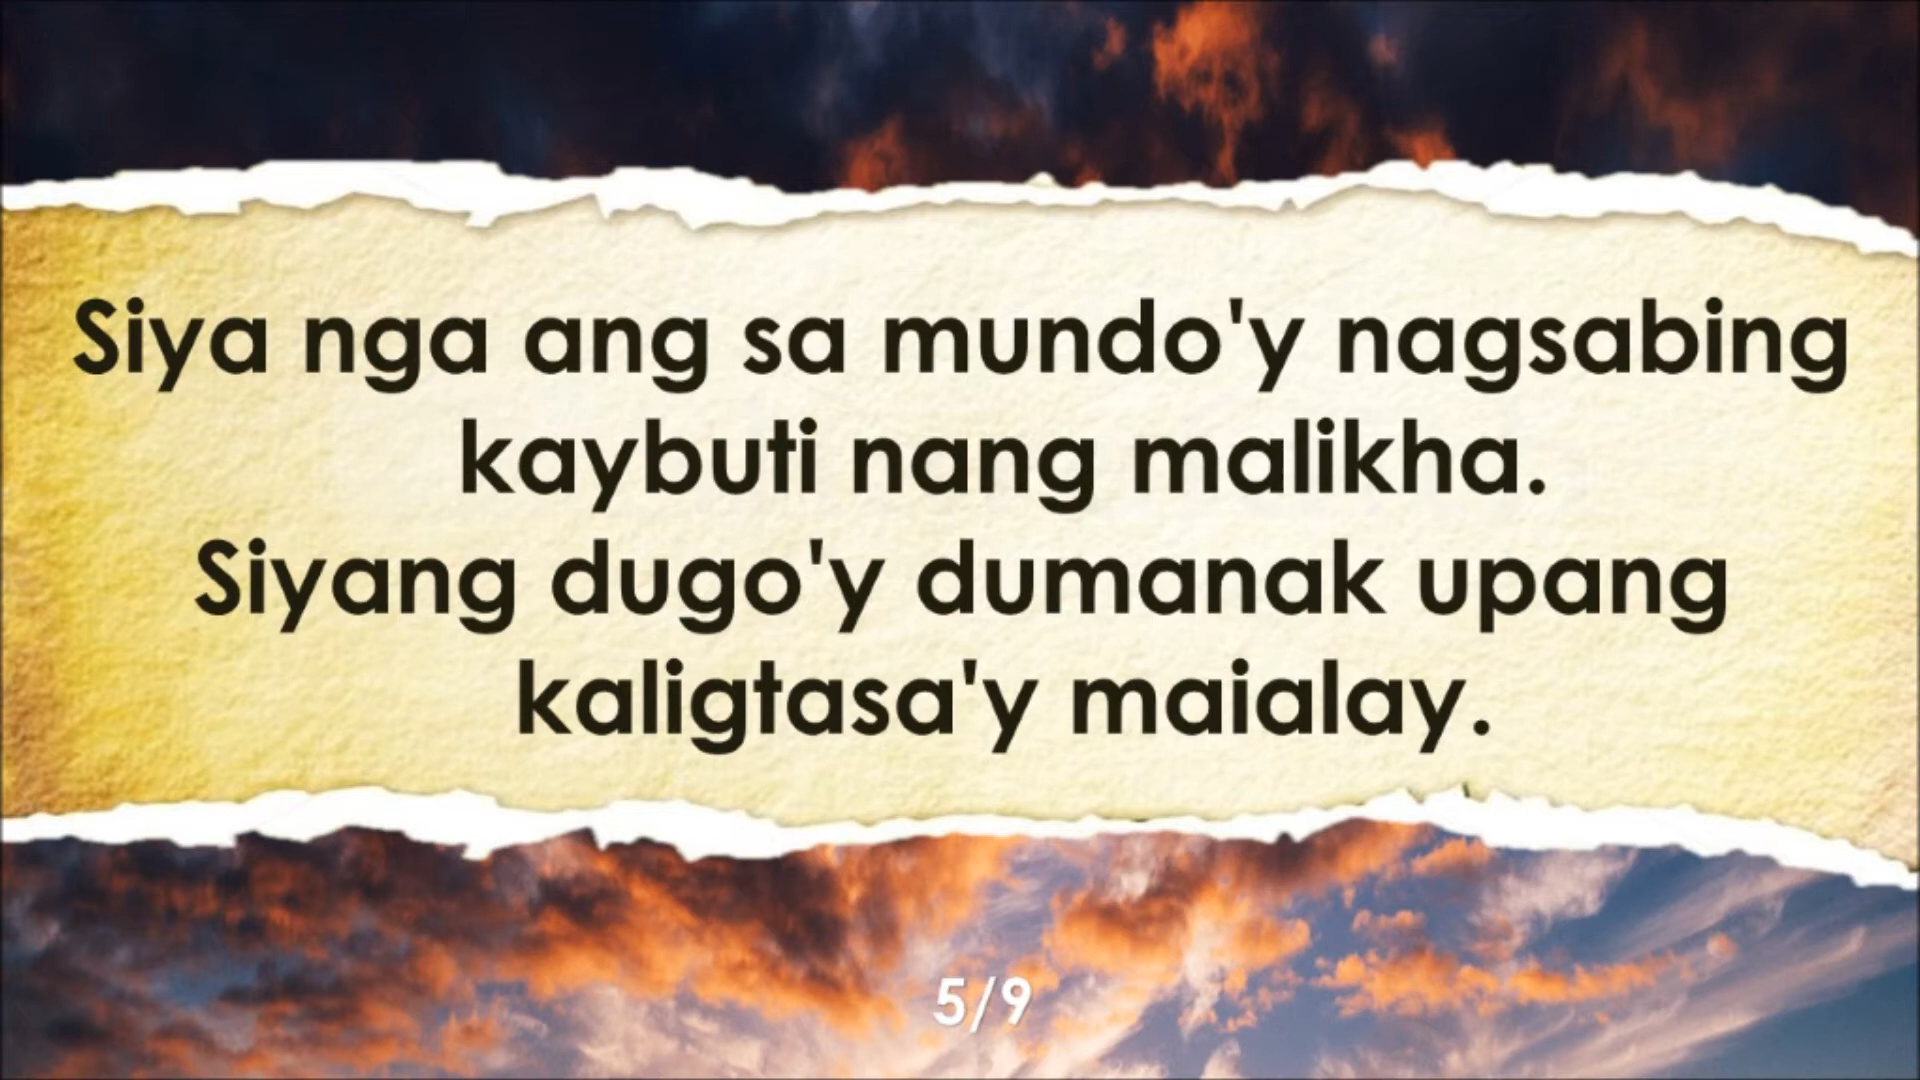 Siya nga ang sa mundo'y nagsabing
kaybuti nang malikha.
Siyang dugo'y dumanak upang
kaligtasa'y maialay.
5/9